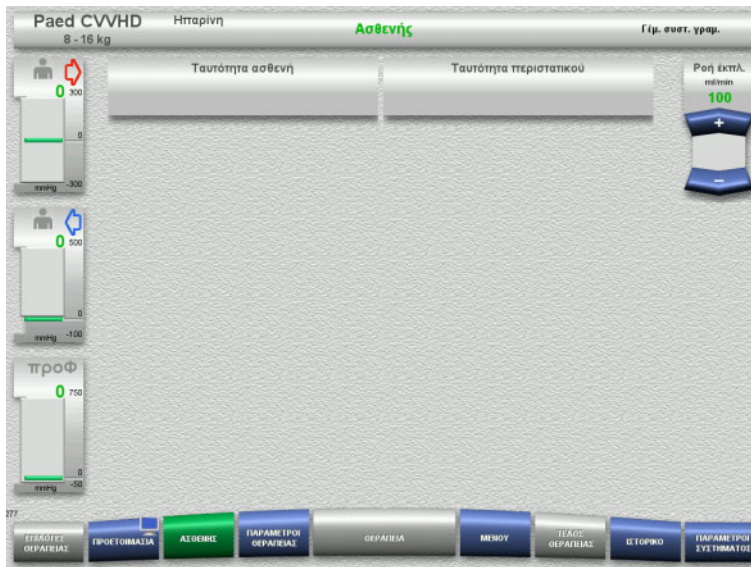 Paed CVVHD
Ηπαρίνη
Ασθενής
Γέμ. συστ. γραμ.
8 - 16 kg
Ταυτότητα ασθενή
Ταυτότητα περιστατικού
Ροή έκπλ.
ml/min
100
+
−
0
300
0
-300
mmHg
0
500
0
-100
mmHg
προΦ
0
750
0
-50
mmHg
277
ΕΠΙΛΟΓΕΣ
ΘΕΡΑΠΕΙΑΣ
ΠΡΟΕΤΟΙΜΑΣΙΑ
ΑΣΘΕΝΗΣ
ΠΑΡΑΜΕΤΡΟΙ
ΘΕΡΑΠΕΙΑΣ
ΘΕΡΑΠΕΙΑ
ΜΕΝΟΥ
ΤΕΛΟΣ
ΘΕΡΑΠΕΙΑΣ
ΙΣΤΟΡΙΚΟ
ΠΑΡΑΜΕΤΡΟΙ
ΣΥΣΤΗΜΑΤΟΣ